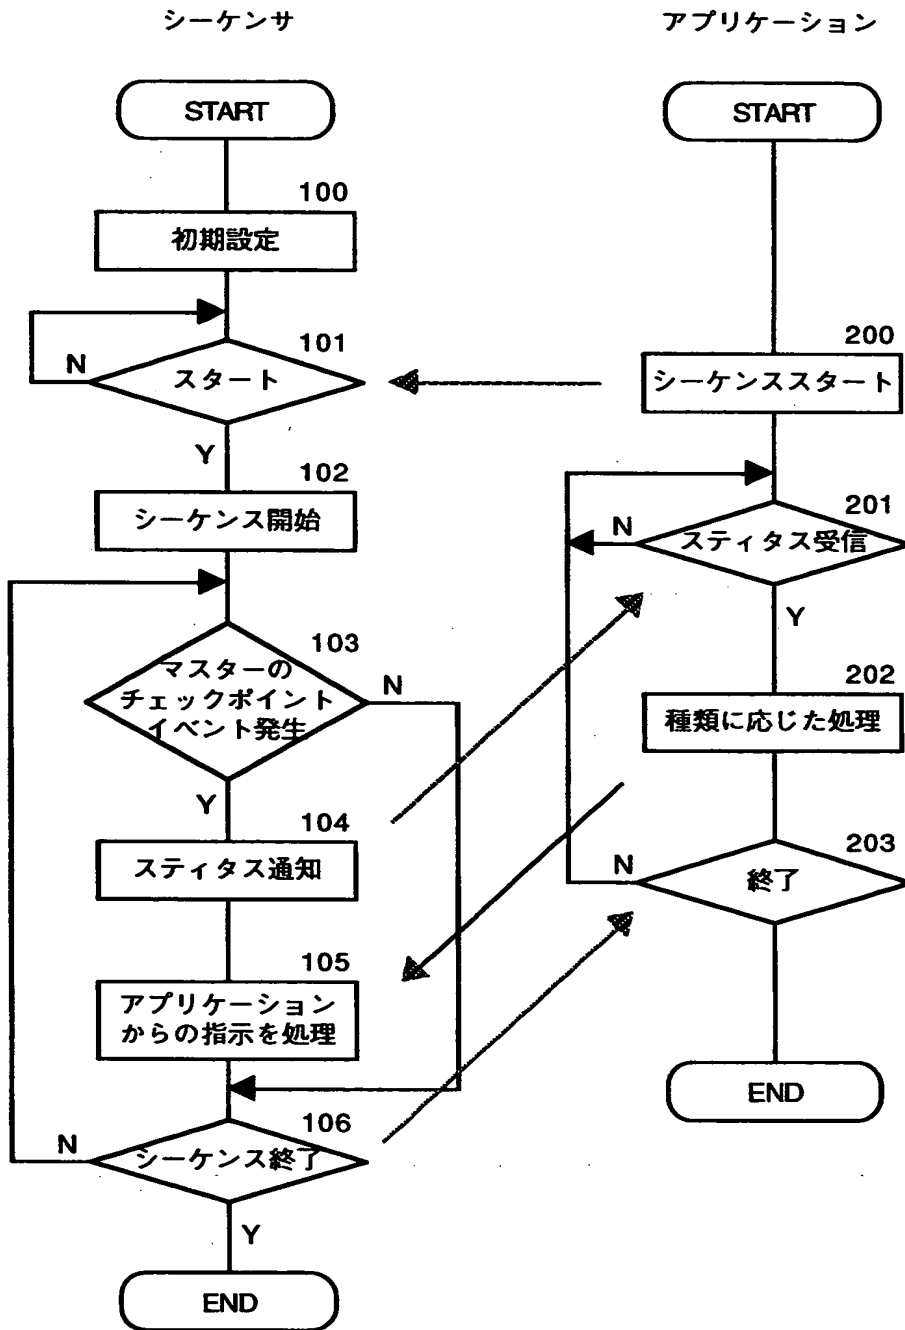 シーケンサ
START
100
初期設定
101
N
スタート
Y
102
シーケンス開始
103
マスターの
チェックポイント
イベント発生
N
Y
104
スティタス通知
105
アプリケーション
からの指示を処理
106
N
シーケンス終了
Y
END
アプリケーション
START
200
シーケンススタート
201
N
スティタス受信
Y
202
種類に応じた処理
203
N
終了
END